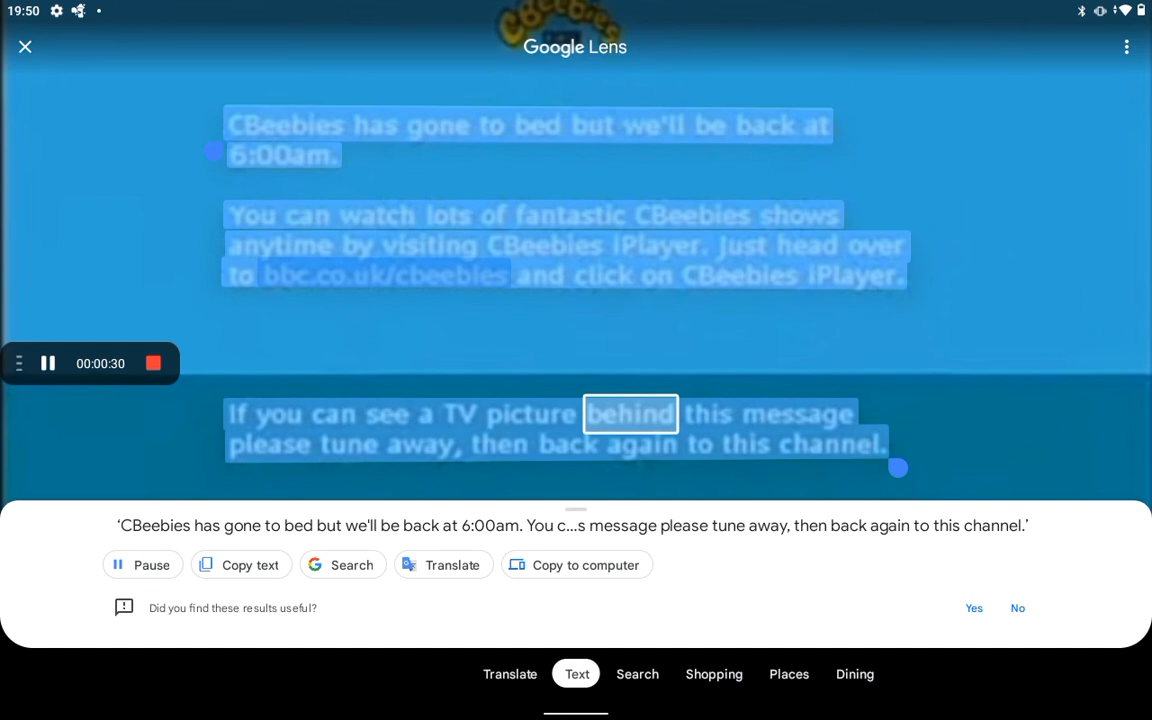 19:50
CBeebies
Google Lens
CBeebies has gone to bed but we'll be back at
6:00am.
You can watch lots of fantastic CBeebies shows
anytime by visiting CBeebies iPlayer. Just head over
to bbc.co.uk/cbeebies and click on CBeebies iPlayer.
00:00:30
If you can see a TV picture behind this message
please tune away, then back again to this channel.
‘CBeebies has gone to bed but we'll be back at 6:00am. You c...s message please tune away, then back again to this channel.’
Pause Copy text Search Translate Copy to computer
Did you find these results useful? Yes No
Translate Text Search Shopping Places Dining